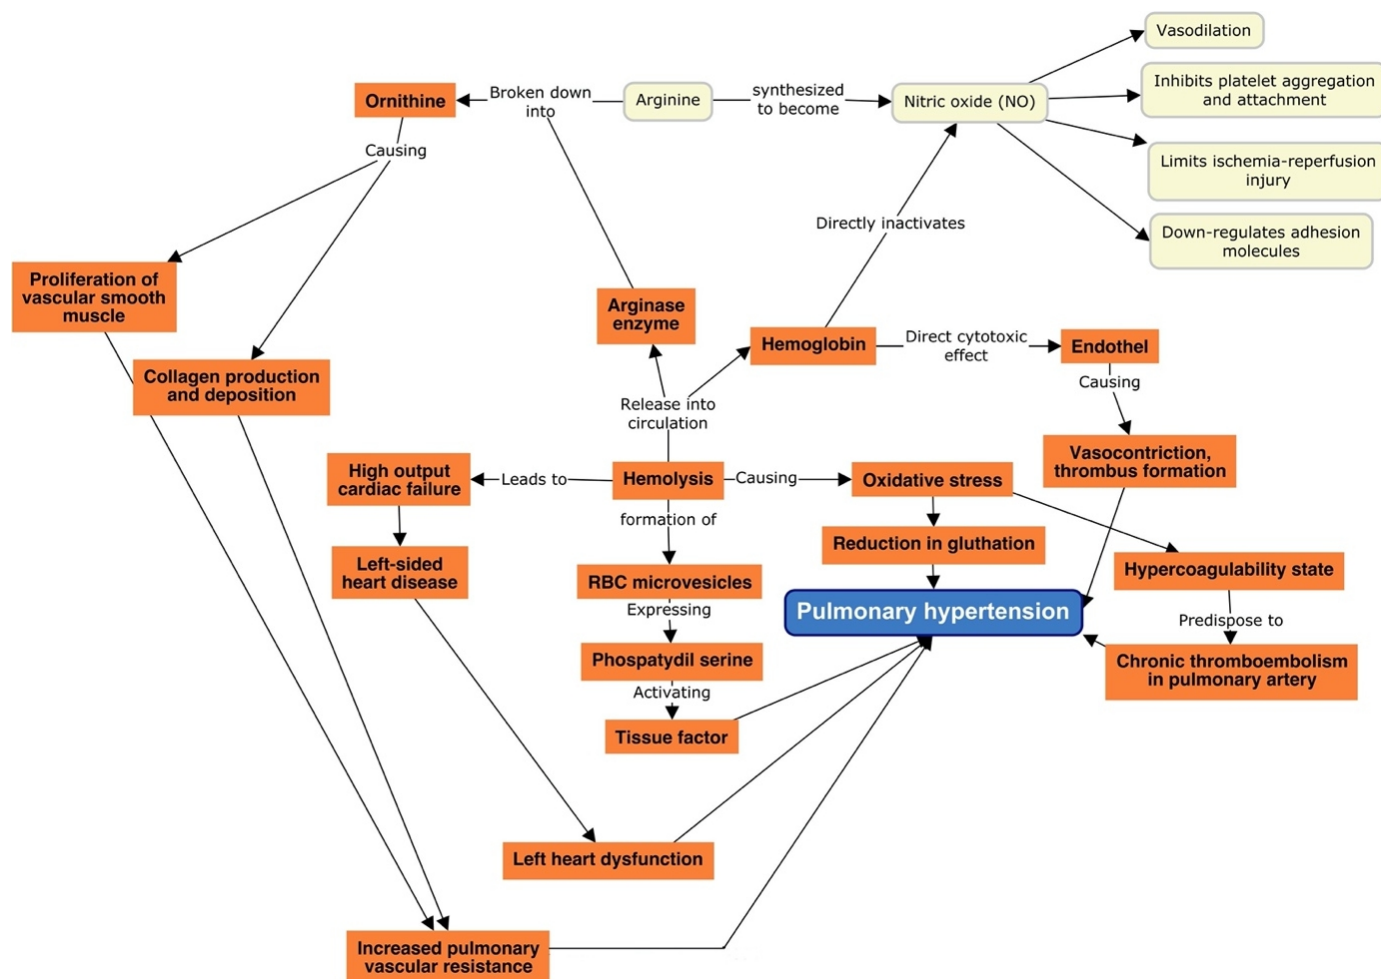 Vasodilation
Ornithine
Broken down
into
Arginine
synthesized
to become
Nitric oxide (NO)
Inhibits platelet aggregation
and attachment
Causing
Limits ischemia-reperfusion
injury
Directly inactivates
Down-regulates adhesion
molecules
Proliferation of
vascular smooth
muscle
Arginase
enzyme
Hemoglobin
Direct cytotoxic
effect
Endothel
Causing
Collagen production
and deposition
Release into
circulation
Vasocontriction,
thrombus formation
High output
cardiac failure
Leads to
Hemolysis
Causing
Oxidative stress
formation of
Reduction in gluthation
Left-sided
heart disease
RBC microvesicles
Hypercoagulability state
Expressing
Pulmonary hypertension
Predispose to
Phospatydil serine
Chronic thromboembolism
in pulmonary artery
Activating
Tissue factor
Left heart dysfunction
Increased pulmonary
vascular resistance